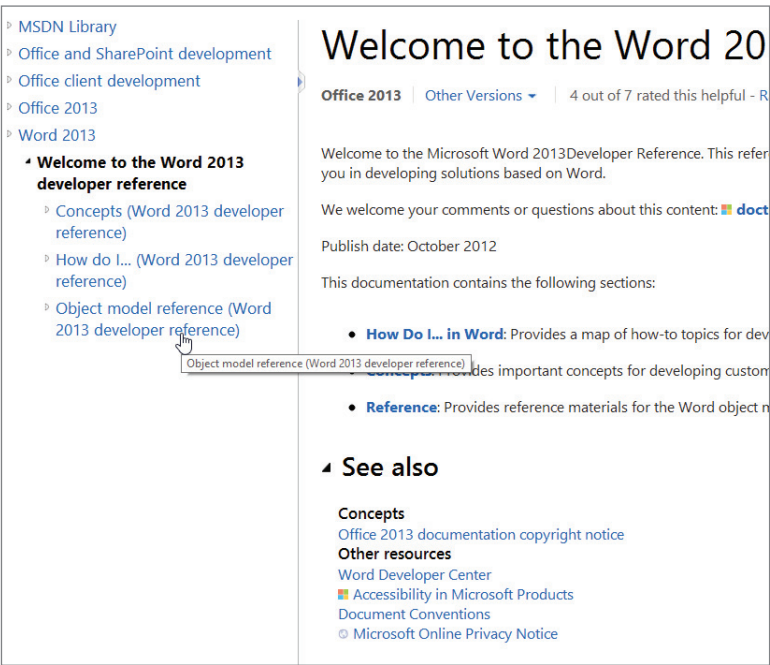 MSDN Library
Office and SharePoint development
Office client development
Office 2013
Word 2013
Welcome to the Word 2013
developer reference
Concepts (Word 2013 developer
reference)
How do I... (Word 2013 developer
reference)
Object model reference (Word
2013 developer reference)
Object model reference (Word 2013 developer reference)
Welcome to the Word 20
Office 2013 Other Versions 4 out of 7 rated this helpful - R
Welcome to the Microsoft Word 2013Developer Reference. This refer
you in developing solutions based on Word.
We welcome your comments or questions about this content: doct
Publish date: October 2012
This documentation contains the following sections:
• How Do I... in Word: Provides a map of how-to topics for dev
• Concepts: Provides important concepts for developing custom
• Reference: Provides reference materials for the Word object m
See also
Concepts
Office 2013 documentation copyright notice
Other resources
Word Developer Center
Accessibility in Microsoft Products
Document Conventions
Microsoft Online Privacy Notice